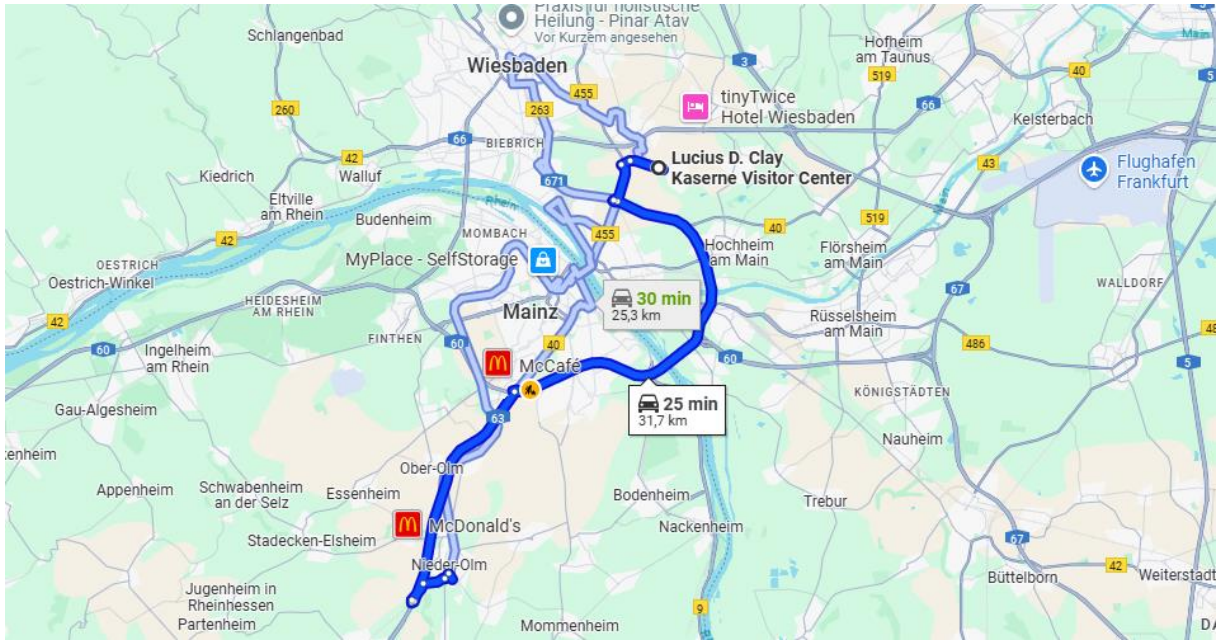 Praxis für holistische
Heilung - Pinar Atav
Vor Kurzem angesehen
Schlangenbad
Wiesbaden
Hofheim
am Taunus
519
3
5
Main
40
455
tinyTwice
Hotel Wiesbaden
260
263
66
Kelsterbach
66
BIEBRICH
42
Walluf
Kiedrich
Lucius D. Clay
Kaserne Visitor Center
43
Flughafen
Frankfurt
671
Eltville
am Rhein
Rhein
Budenheim
Main
519
40
42
MOMBACH
455
Hochheim
am Main
Flörsheim
am Main
OESTRICH
Oestrich-Winkel
MyPlace - SelfStorage
WALLDORF
67
HEIDESHEIM
AM RHEIN
30 min
25,3 km
Mainz
Rüsselsheim
am Main
42
FINTHEN
60
40
60
486
60
Ingelheim
am Rhein
McCafé
5
KÖNIGSTÄDTEN
25 min
31,7 km
Gau-Algesheim
63
Nauheim
Ober-Olm
Appenheim
Schwabenheim
an der Selz
Essenheim
Bodenheim
Trebur
McDonald's
Nackenheim
Stadecken-Elsheim
67
Nieder-Olm
42
Jugenheim in
Rheinhessen
Büttelborn
Weiterstadt
9
Partenheim
Mommenheim